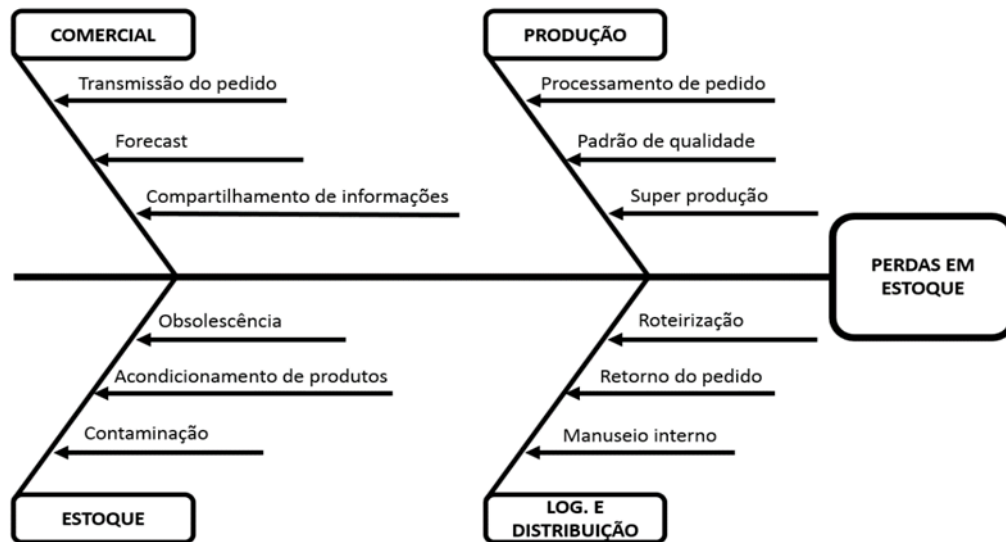 COMERCIAL
Transmissão do pedido
Forecast
Compartilhamento de informações
PRODUÇÃO
Processamento de pedido
Padrão de qualidade
Super produção
PERDAS EM
ESTOQUE
Obsolescência
Acondicionamento de produtos
Contaminação
ESTOQUE
Roteirização
Retorno do pedido
Manuseio interno
LOG. E
DISTRIBUIÇÃO